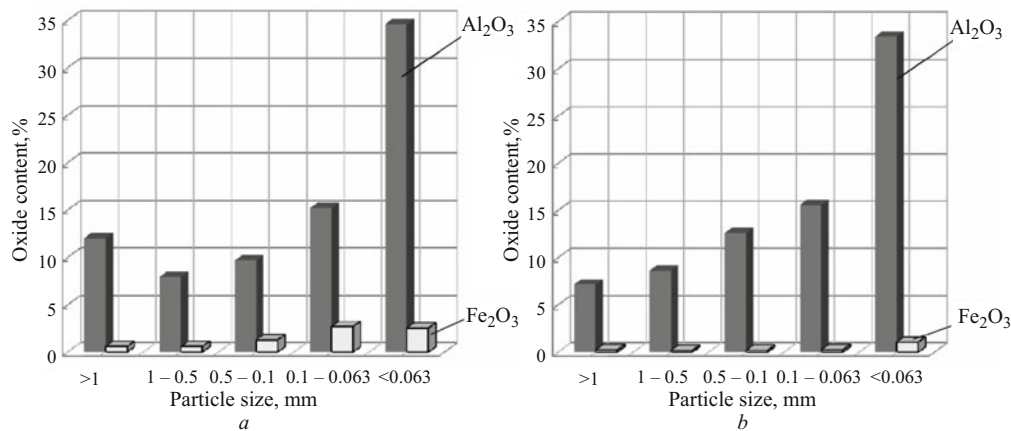 35
30
25
20
15
10
5
0
Oxide content,%
Al₂O₃
Fe₂O₃
>1 1 – 0.5 0.5 – 0.1 0.1 – 0.063 <0.063
Particle size, mm
a
35
30
25
20
15
10
5
0
Oxide content,%
Al₂O₃
Fe₂O₃
>1 1 – 0.5 0.5 – 0.1 0.1 – 0.063 <0.063
Particle size, mm
b